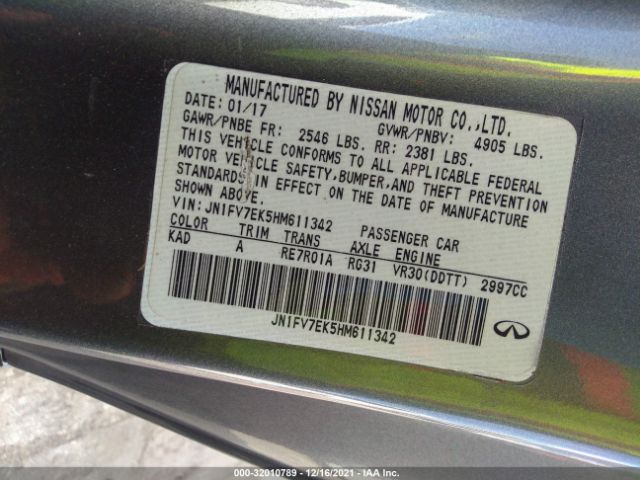 MANUFACTURED BY NISSAN MOTOR CO.,LTD.
DATE: 01/17 GVWR/PNBV: 4905 LBS.
GAWR/PNBE FR: 2546 LBS. RR: 2381 LBS.
THIS VEHICLE CONFORMS TO ALL APPLICABLE FEDERAL
MOTOR VEHICLE SAFETY,BUMPER,AND THEFT PREVENTION
STANDARDS IN EFFECT ON THE DATE OF MANUFACTURE
SHOWN ABOVE.
VIN: JN1FV7EK5HM611342 PASSENGER CAR
COLOR TRIM TRANS AXLE ENGINE
KAD A RE7R01A RG31 VR30(DDTT) 2997CC
JN1FV7EK5HM611342
000-32010789 - 12/16/2021 - IAA Inc.